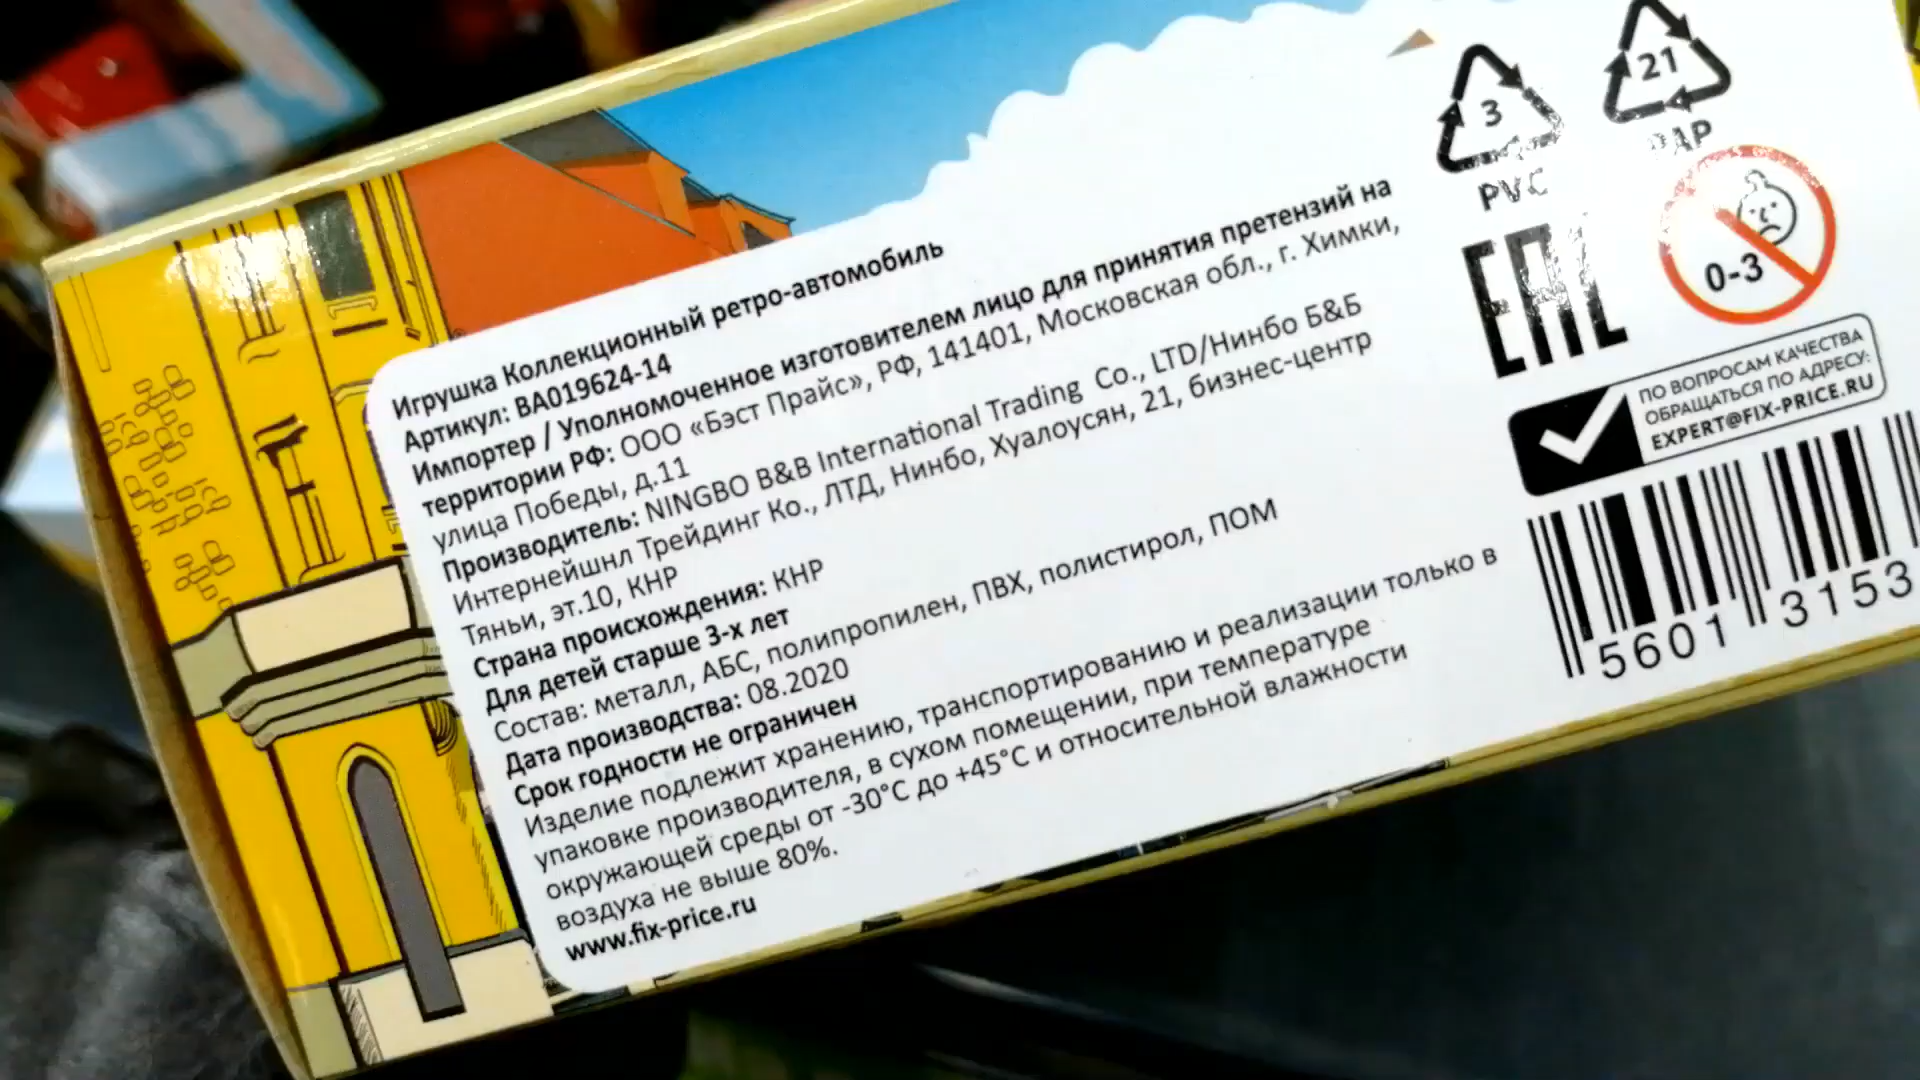 Игрушка Коллекционный ретро-автомобиль
Артикул: BA019624-14
Импортер / Уполномоченное изготовителем лицо для принятия претензий на
территории РФ: ООО «Бэст Прайс», РФ, 141401, Московская обл., г. Химки,
улица Победы, д.11
Производитель: NINGBO B&B International Trading Co., LTD/Нинбо Б&Б
Интернейшнл Трейдинг Ко., ЛТД, Нинбо, Хуалоусян, 21, бизнес-центр
Тяньи, эт.10, КНР
Страна происхождения: КНР
Для детей старше 3-х лет
Состав: металл, АБС, полипропилен, ПВХ, полистирол, ПОМ
Дата производства: 08.2020
Срок годности не ограничен
Изделие подлежит хранению, транспортированию и реализации только в
упаковке производителя, в сухом помещении, при температуре
окружающей среды от -30°C до +45°C и относительной влажности
воздуха не выше 80%.
www.fix-price.ru
3
PVC
21
PAP
EAC
0-3
ПО ВОПРОСАМ КАЧЕСТВА
ОБРАЩАТЬСЯ ПО АДРЕСУ:
EXPERT@FIX-PRICE.RU
5601 3153